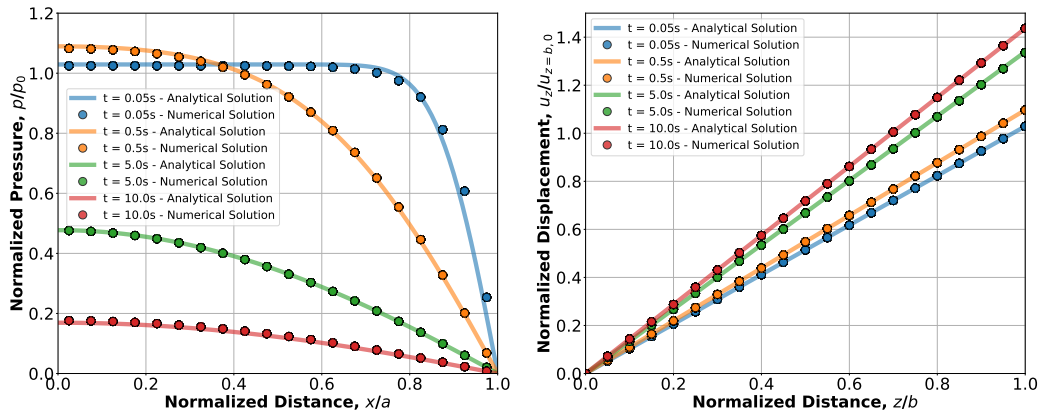 1.2
1.0
0.8
0.6
0.4
0.2
0.0
Normalized Pressure, p/p₀
t = 0.05s - Analytical Solution
t = 0.05s - Numerical Solution
t = 0.5s - Analytical Solution
t = 0.5s - Numerical Solution
t = 5.0s - Analytical Solution
t = 5.0s - Numerical Solution
t = 10.0s - Analytical Solution
t = 10.0s - Numerical Solution
0.0 0.2 0.4 0.6 0.8 1.0
Normalized Distance, x/a
1.4
1.2
1.0
0.8
0.6
0.4
0.2
0.0
Normalized Displacement, u_z/u_{z=b,0}
t = 0.05s - Analytical Solution
t = 0.05s - Numerical Solution
t = 0.5s - Analytical Solution
t = 0.5s - Numerical Solution
t = 5.0s - Analytical Solution
t = 5.0s - Numerical Solution
t = 10.0s - Analytical Solution
t = 10.0s - Numerical Solution
0.0 0.2 0.4 0.6 0.8 1.0
Normalized Distance, z/b